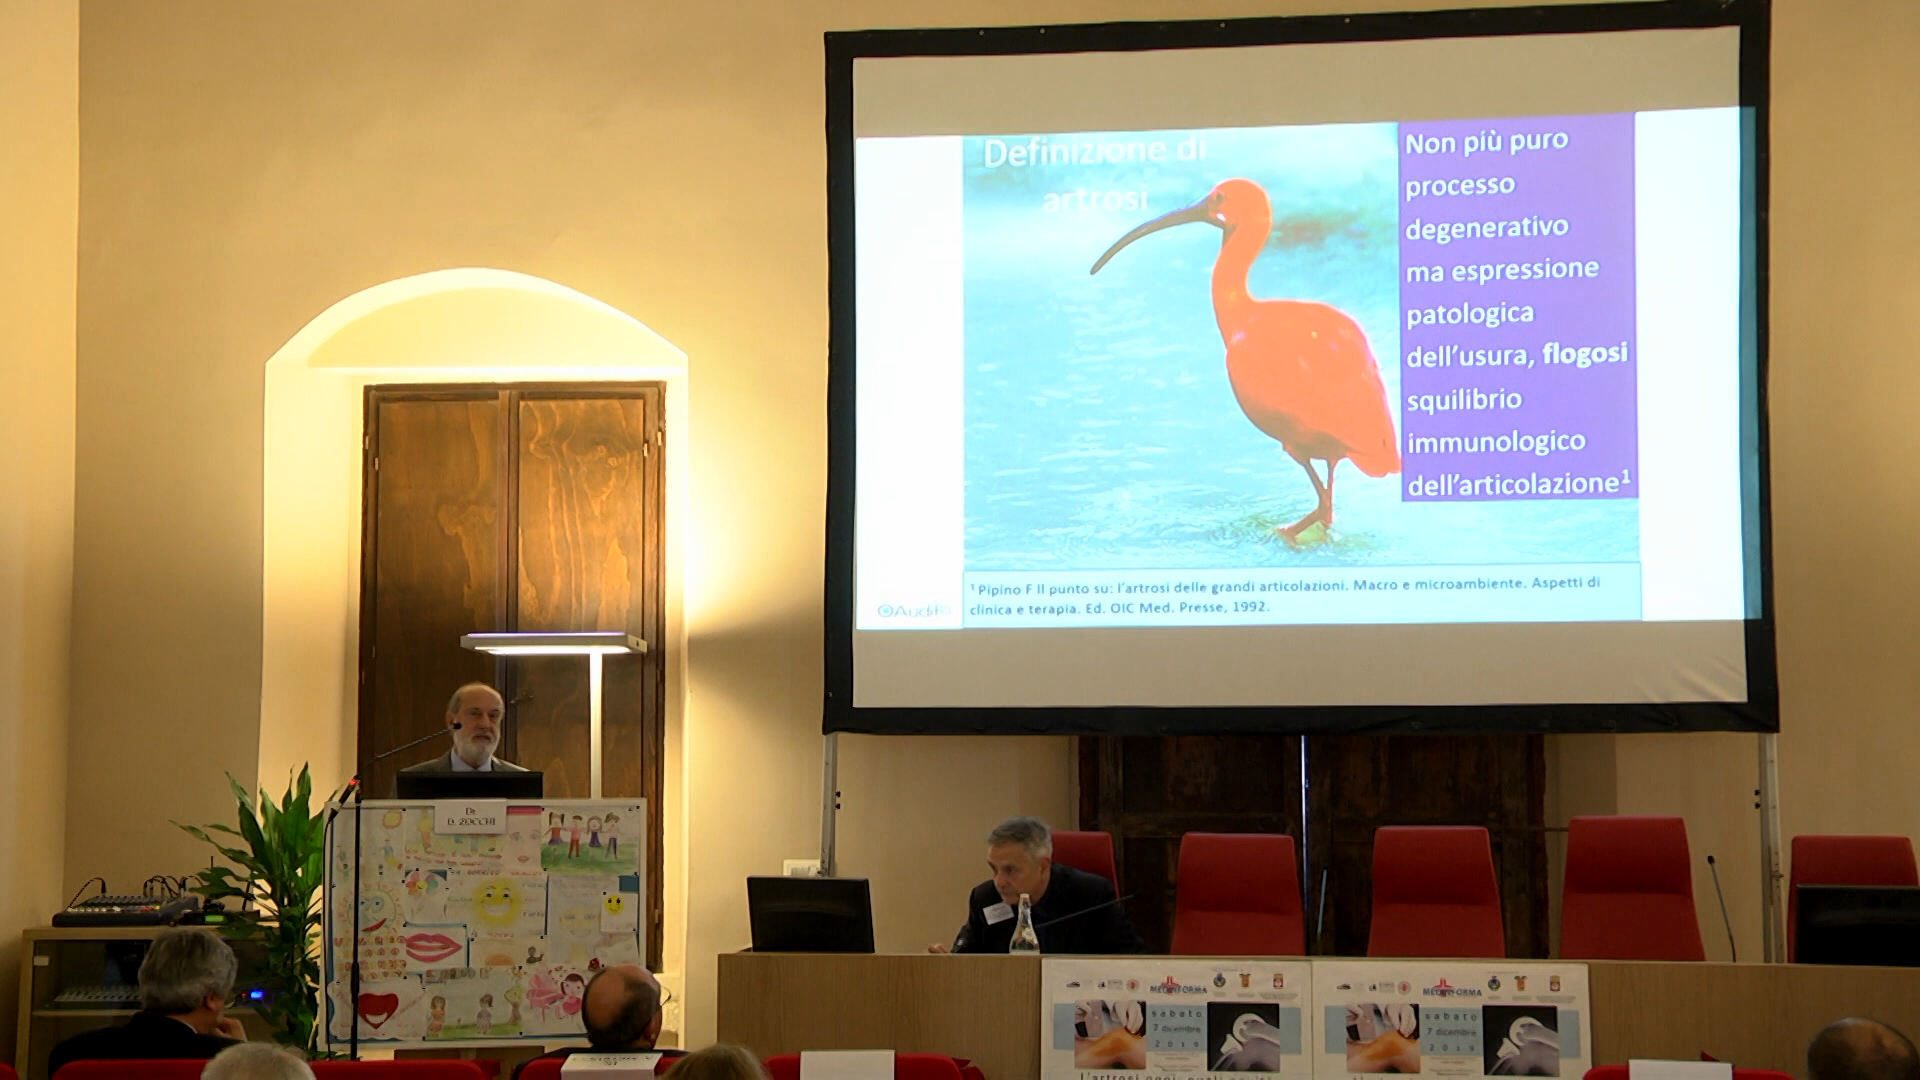 Definizione di
artrosi
Non più puro
processo
degenerativo
ma espressione
patologica
dell'usura, flogosi
squilibrio
immunologico
dell'articolazione¹
¹ Pipino F Il punto su: l'artrosi delle grandi articolazioni. Macro e microambiente. Aspetti di
clinica e terapia. Ed. OIC Med. Presse, 1992.
Dr.
D. ZOCCHI
MEDINFORMA
sabato
7 dicembre
2019
MEDINFORMA
sabato
7 dicembre
2019